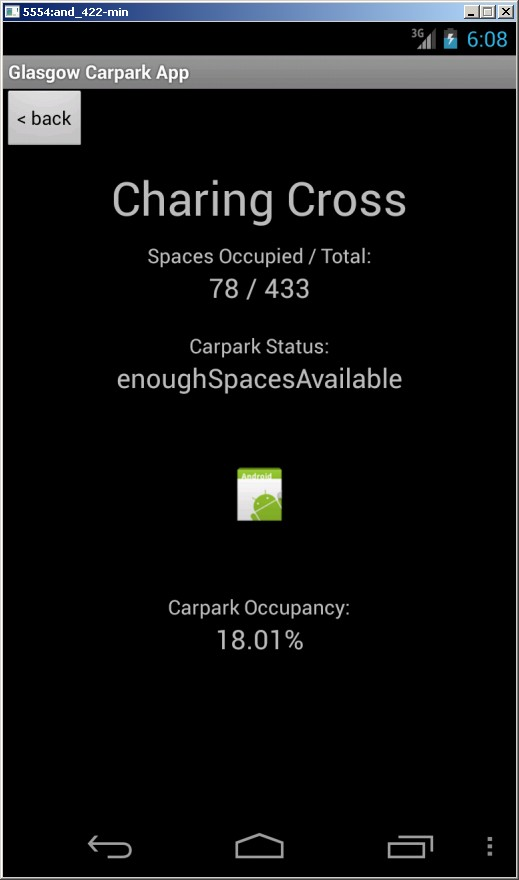 5554:and_422-min
3G
6:08
Glasgow Carpark App
< back
Charing Cross
Spaces Occupied / Total:
78 / 433
Carpark Status:
enoughSpacesAvailable
Android
Carpark Occupancy:
18.01%